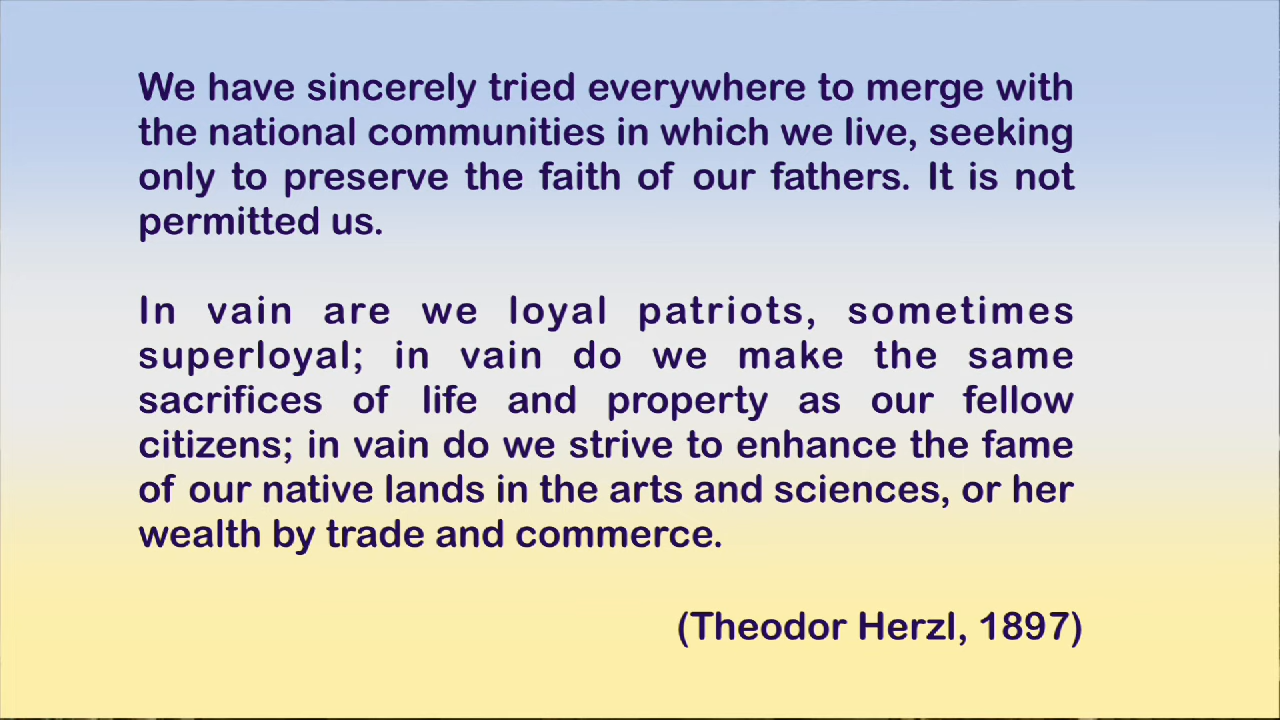 We have sincerely tried everywhere to merge with
the national communities in which we live, seeking
only to preserve the faith of our fathers. It is not
permitted us.
In vain are we loyal patriots, sometimes
superloyal; in vain do we make the same
sacrifices of life and property as our fellow
citizens; in vain do we strive to enhance the fame
of our native lands in the arts and sciences, or her
wealth by trade and commerce.
(Theodor Herzl, 1897)